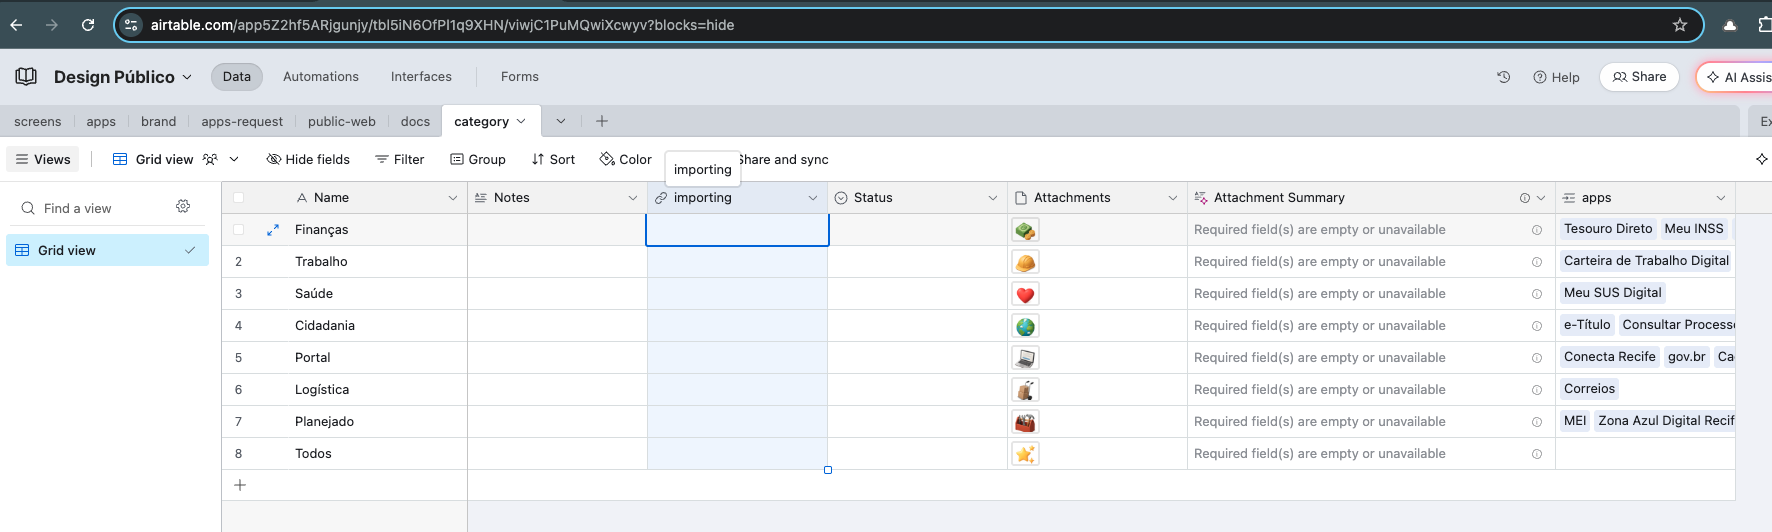 airtable.com/app5Z2hf5ARjgunjy/tbl5iN6OfPl1q9XHN/viwjC1PuMQwiXcwyv?blocks=hide
Design Público Data Automations Interfaces Forms Help Share AI Assis
screens apps brand apps-request public-web docs category Ex
Views Grid view Hide fields Filter Group Sort Color Share and sync
importing
Find a view
Grid view
Name Notes importing Status Attachments Attachment Summary apps
Finanças Required field(s) are empty or unavailable Tesouro Direto Meu INSS
2 Trabalho Required field(s) are empty or unavailable Carteira de Trabalho Digital
3 Saúde Required field(s) are empty or unavailable Meu SUS Digital
4 Cidadania Required field(s) are empty or unavailable e-Título Consultar Process
5 Portal Required field(s) are empty or unavailable Conecta Recife gov.br Ca
6 Logística Required field(s) are empty or unavailable Correios
7 Planejado Required field(s) are empty or unavailable MEI Zona Azul Digital Recif
8 Todos Required field(s) are empty or unavailable